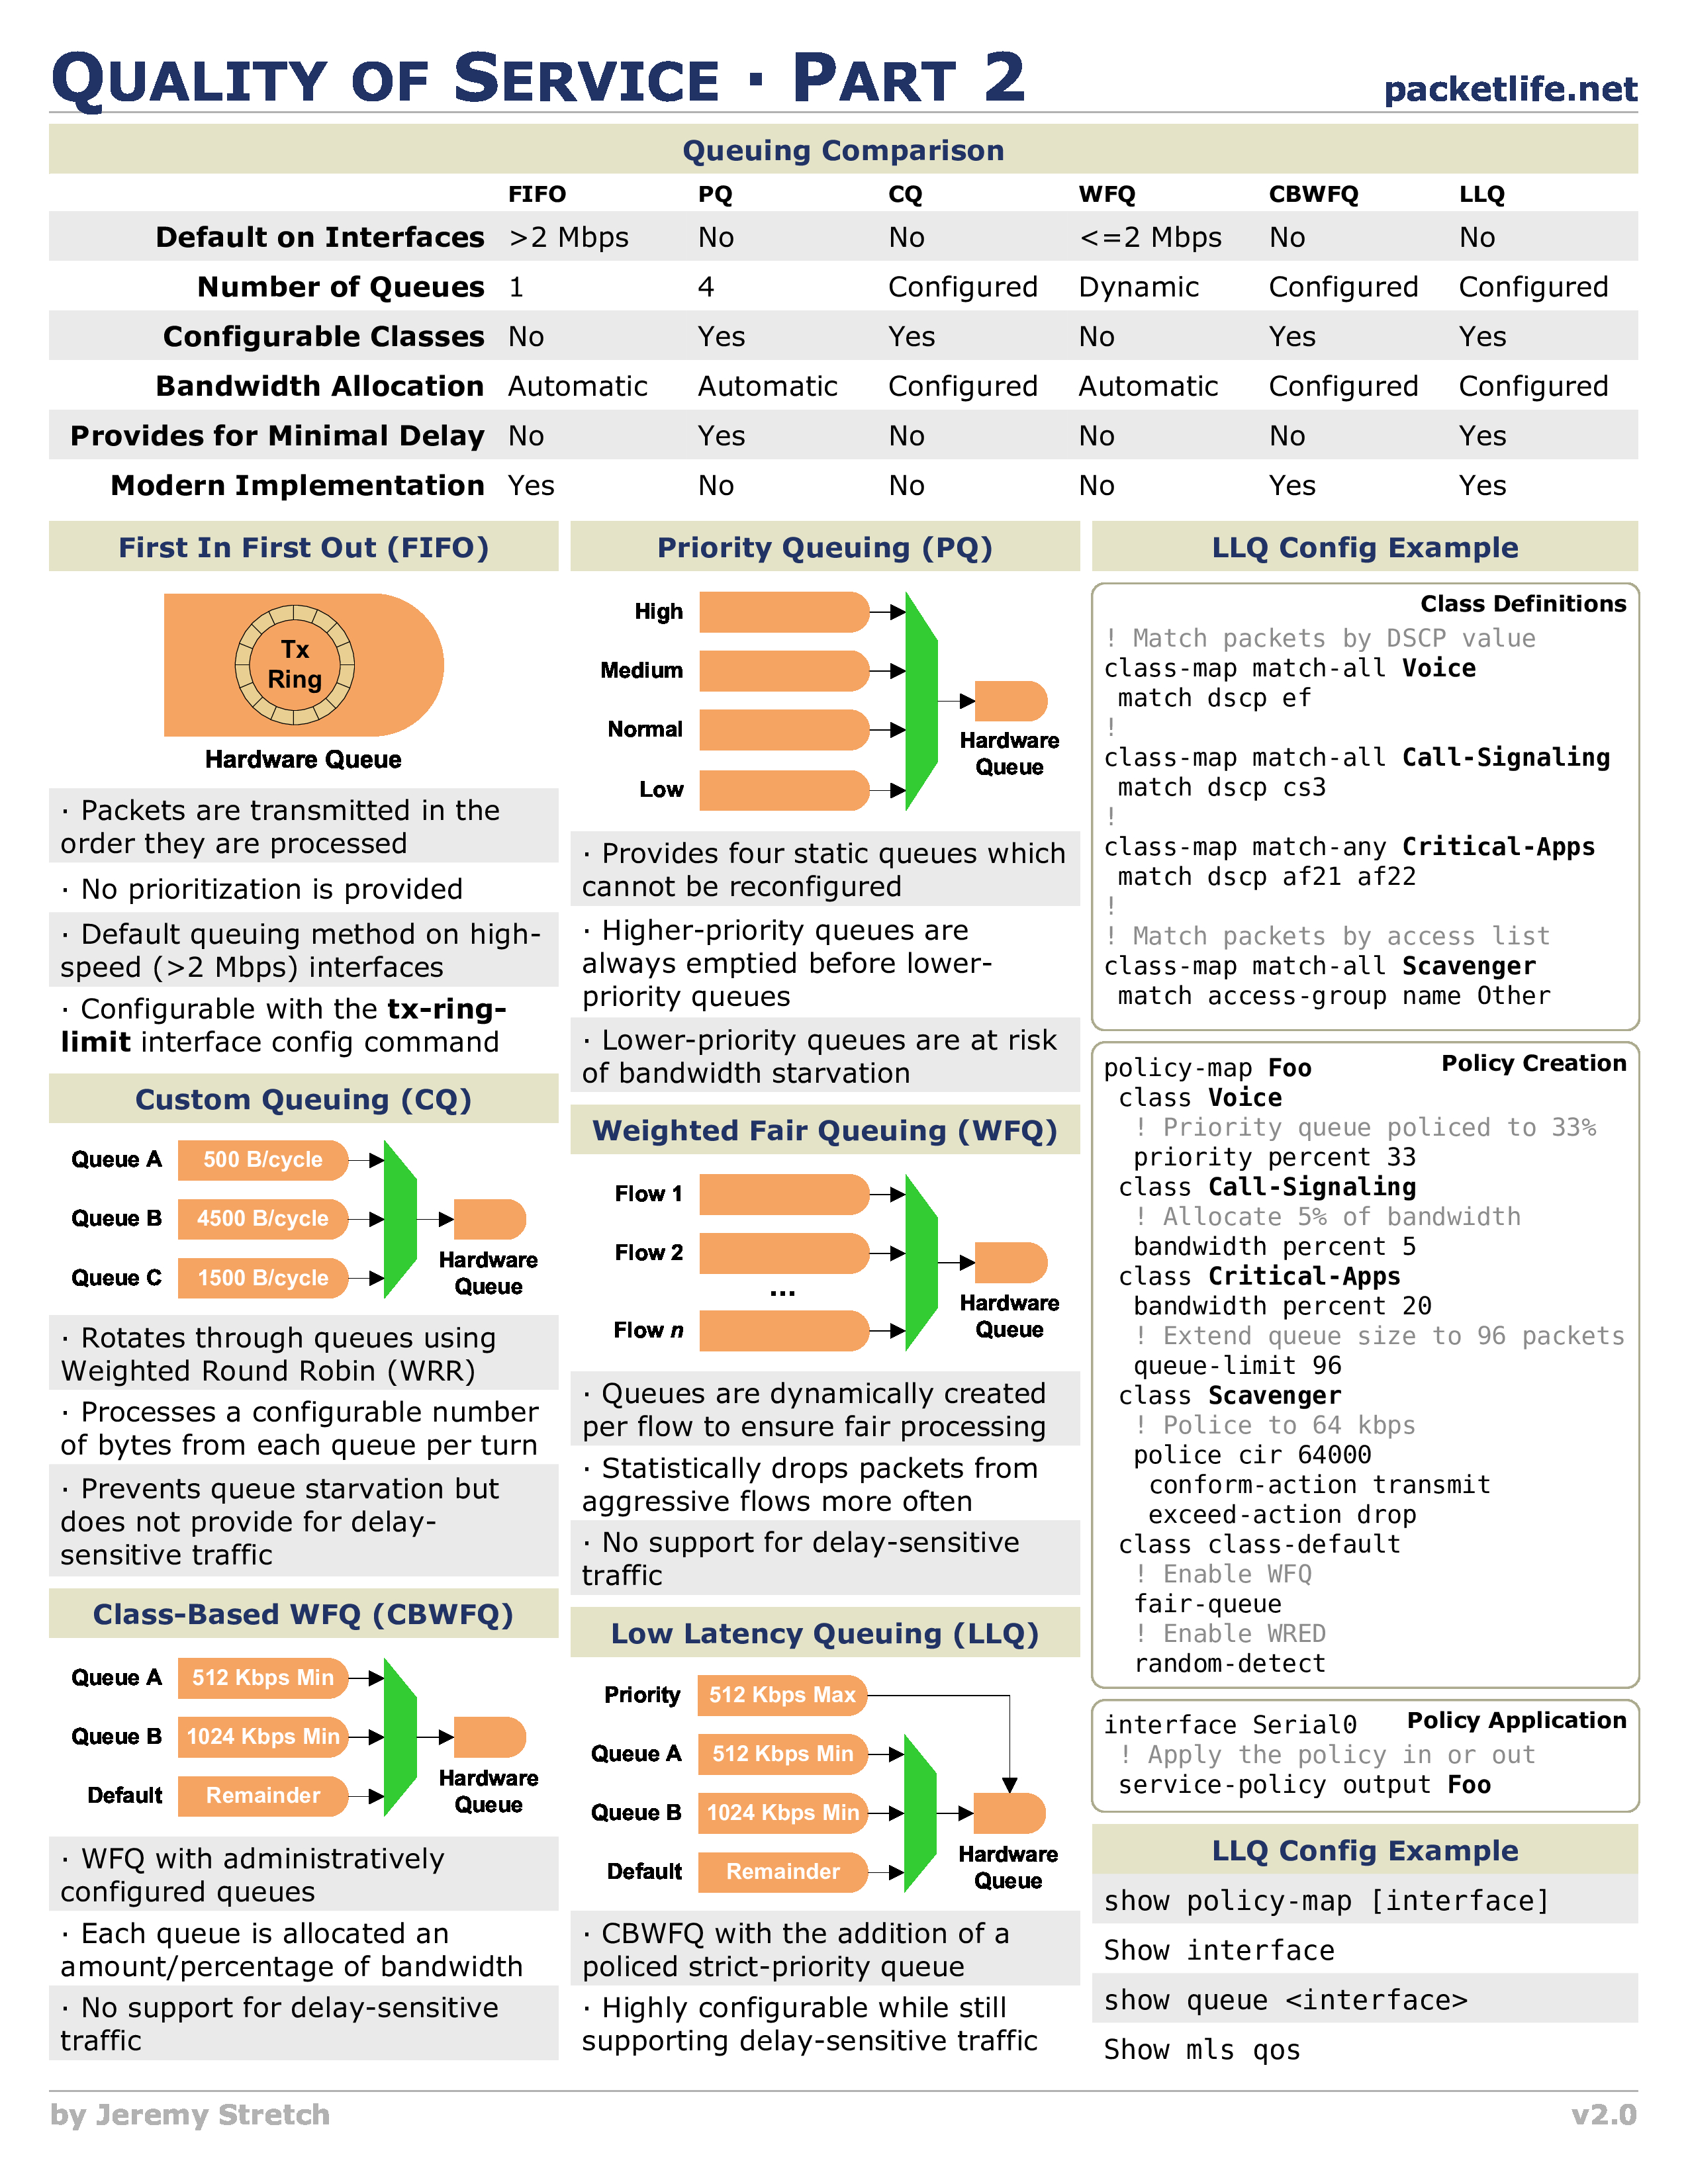 QUALITY OF SERVICE · PART 2
packetlife.net
Queuing Comparison
FIFO PQ CQ WFQ CBWFQ LLQ
Default on Interfaces >2 Mbps No No <=2 Mbps No No
Number of Queues 1 4 Configured Dynamic Configured Configured
Configurable Classes No Yes Yes No Yes Yes
Bandwidth Allocation Automatic Automatic Configured Automatic Configured Configured
Provides for Minimal Delay No Yes No No No Yes
Modern Implementation Yes No No No Yes Yes
First In First Out (FIFO)
Tx
Ring
Hardware Queue
· Packets are transmitted in the
order they are processed
· No prioritization is provided
· Default queuing method on high-
speed (>2 Mbps) interfaces
· Configurable with the tx-ring-
limit interface config command
Custom Queuing (CQ)
Queue A 500 B/cycle
Queue B 4500 B/cycle
Queue C 1500 B/cycle
Hardware
Queue
· Rotates through queues using
Weighted Round Robin (WRR)
· Processes a configurable number
of bytes from each queue per turn
· Prevents queue starvation but
does not provide for delay-
sensitive traffic
Class-Based WFQ (CBWFQ)
Queue A 512 Kbps Min
Queue B 1024 Kbps Min
Default Remainder
Hardware
Queue
· WFQ with administratively
configured queues
· Each queue is allocated an
amount/percentage of bandwidth
· No support for delay-sensitive
traffic
Priority Queuing (PQ)
High
Medium
Normal
Low
Hardware
Queue
· Provides four static queues which
cannot be reconfigured
· Higher-priority queues are
always emptied before lower-
priority queues
· Lower-priority queues are at risk
of bandwidth starvation
Weighted Fair Queuing (WFQ)
Flow 1
Flow 2
...
Flow n
Hardware
Queue
· Queues are dynamically created
per flow to ensure fair processing
· Statistically drops packets from
aggressive flows more often
· No support for delay-sensitive
traffic
Low Latency Queuing (LLQ)
Priority 512 Kbps Max
Queue A 512 Kbps Min
Queue B 1024 Kbps Min
Default Remainder
Hardware
Queue
· CBWFQ with the addition of a
policed strict-priority queue
· Highly configurable while still
supporting delay-sensitive traffic
LLQ Config Example
Class Definitions
! Match packets by DSCP value
class-map match-all Voice
match dscp ef
!
class-map match-all Call-Signaling
match dscp cs3
!
class-map match-any Critical-Apps
match dscp af21 af22
!
! Match packets by access list
class-map match-all Scavenger
match access-group name Other
policy-map Foo
Policy Creation
class Voice
! Priority queue policed to 33%
priority percent 33
class Call-Signaling
! Allocate 5% of bandwidth
bandwidth percent 5
class Critical-Apps
bandwidth percent 20
! Extend queue size to 96 packets
queue-limit 96
class Scavenger
! Police to 64 kbps
police cir 64000
conform-action transmit
exceed-action drop
class class-default
! Enable WFQ
fair-queue
! Enable WRED
random-detect
interface Serial0
Policy Application
! Apply the policy in or out
service-policy output Foo
LLQ Config Example
show policy-map [interface]
Show interface
show queue <interface>
Show mls qos
by Jeremy Stretch
v2.0